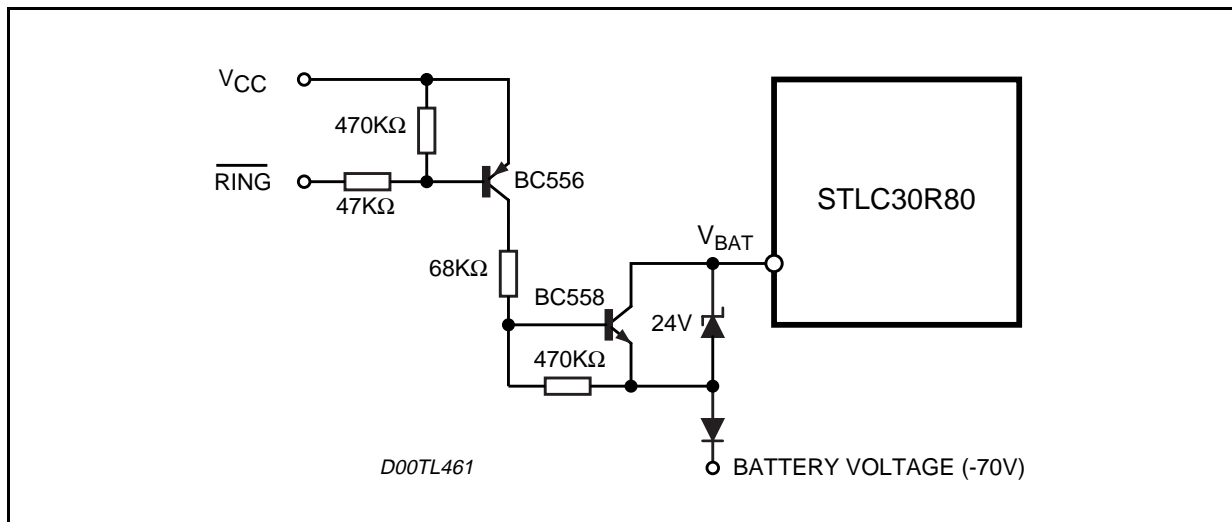 VCC
470KΩ
RING
BC556
47KΩ
STLC30R80
VBAT
68KΩ
BC558
24V
470KΩ
D00TL461
BATTERY VOLTAGE (-70V)